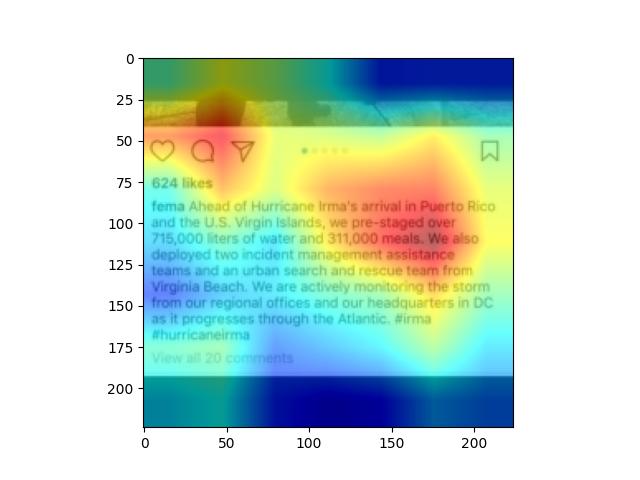 0
25
50
75
100
125
150
175
200
624 likes
fema Ahead of Hurricane Irma's arrival in Puerto Rico
and the U.S. Virgin Islands, we pre-staged over
715,000 liters of water and 311,000 meals. We also
deployed two incident management assistance
teams and an urban search and rescue team from
Virginia Beach. We are actively monitoring the storm
from our regional offices and our headquarters in DC
as it progresses through the Atlantic. #irma
#hurricaneirma
View all 20 comments
0 50 100 150 200